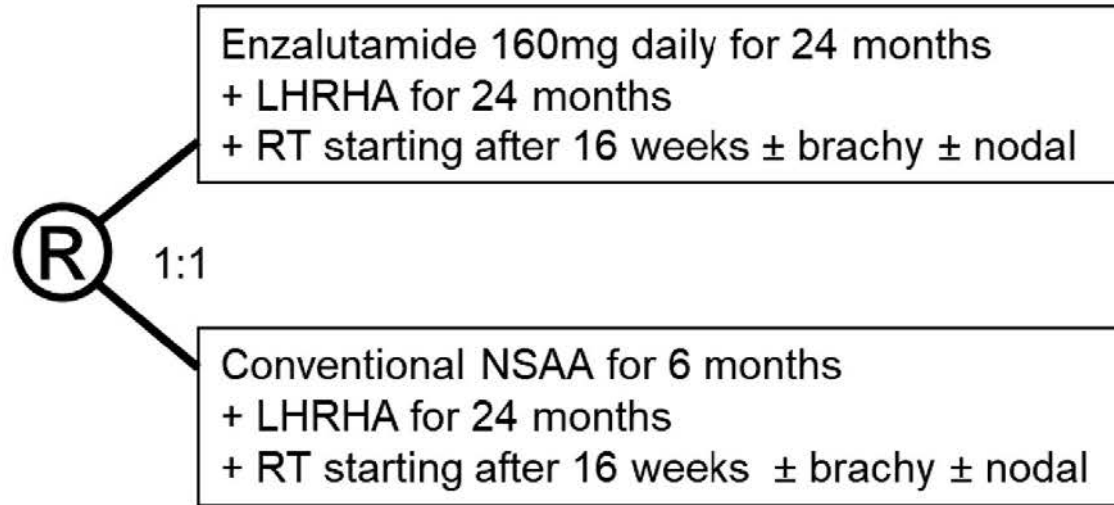 Enzalutamide 160mg daily for 24 months
+ LHRHA for 24 months
+ RT starting after 16 weeks ± brachy ± nodal
R
1:1
Conventional NSAA for 6 months
+ LHRHA for 24 months
+ RT starting after 16 weeks ± brachy ± nodal